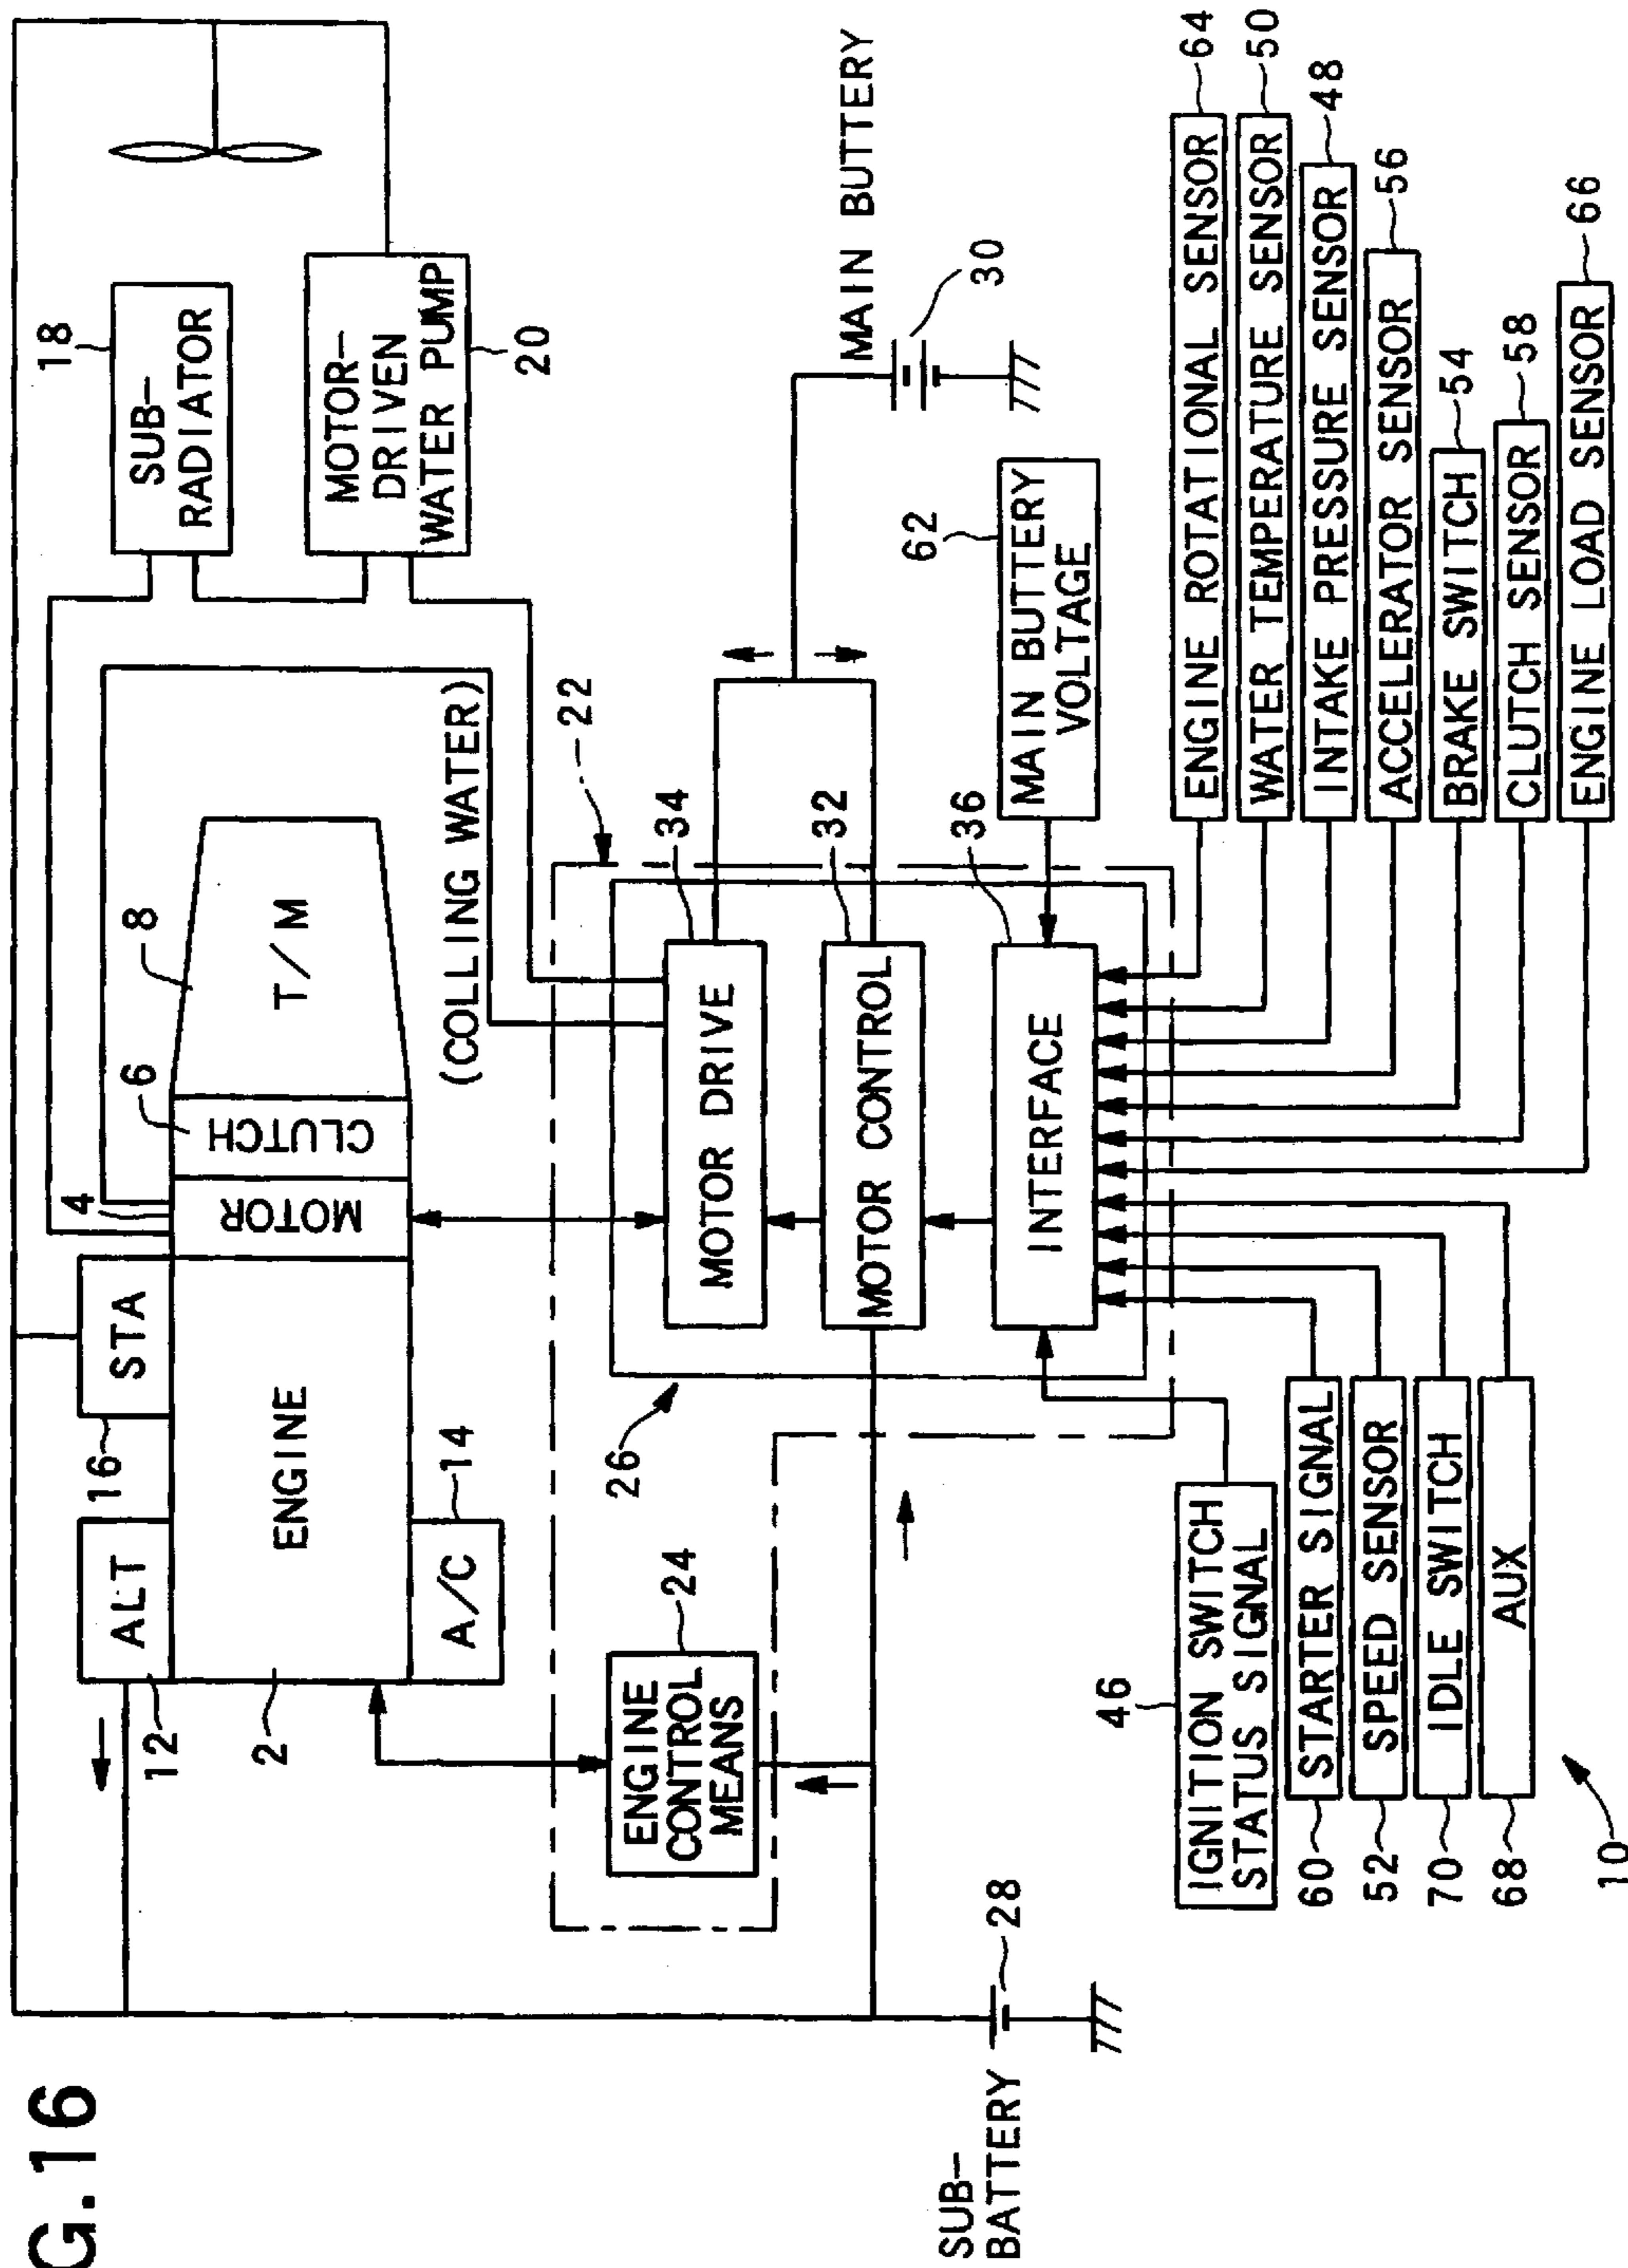 G.16
ALT
12
STA
16
ENGINE
2
A/C
14
MOTOR
4
CLUTCH
6
T/M
8
SUB-
RADIATOR
18
MOTOR-
DRIVEN
WATER PUMP
20
(COLLING WATER)
22
ENGINE
CONTROL
MEANS
24
26
MOTOR DRIVE
34
MOTOR CONTROL
32
INTERFACE
36
MAIN BUTTERY
30
MAIN BUTTERY
VOLTAGE
62
SUB-
BATTERY
28
46
IGNITION SWITCH
STATUS SIGNAL
60
STARTER SIGNAL
52
SPEED SENSOR
70
IDLE SWITCH
68
AUX
10
ENGINE ROTATIONAL SENSOR
64
WATER TEMPERATURE SENSOR
50
INTAKE PRESSURE SENSOR
48
ACCELERATOR SENSOR
56
BRAKE SWITCH
54
CLUTCH SENSOR
58
ENGINE LOAD SENSOR
66